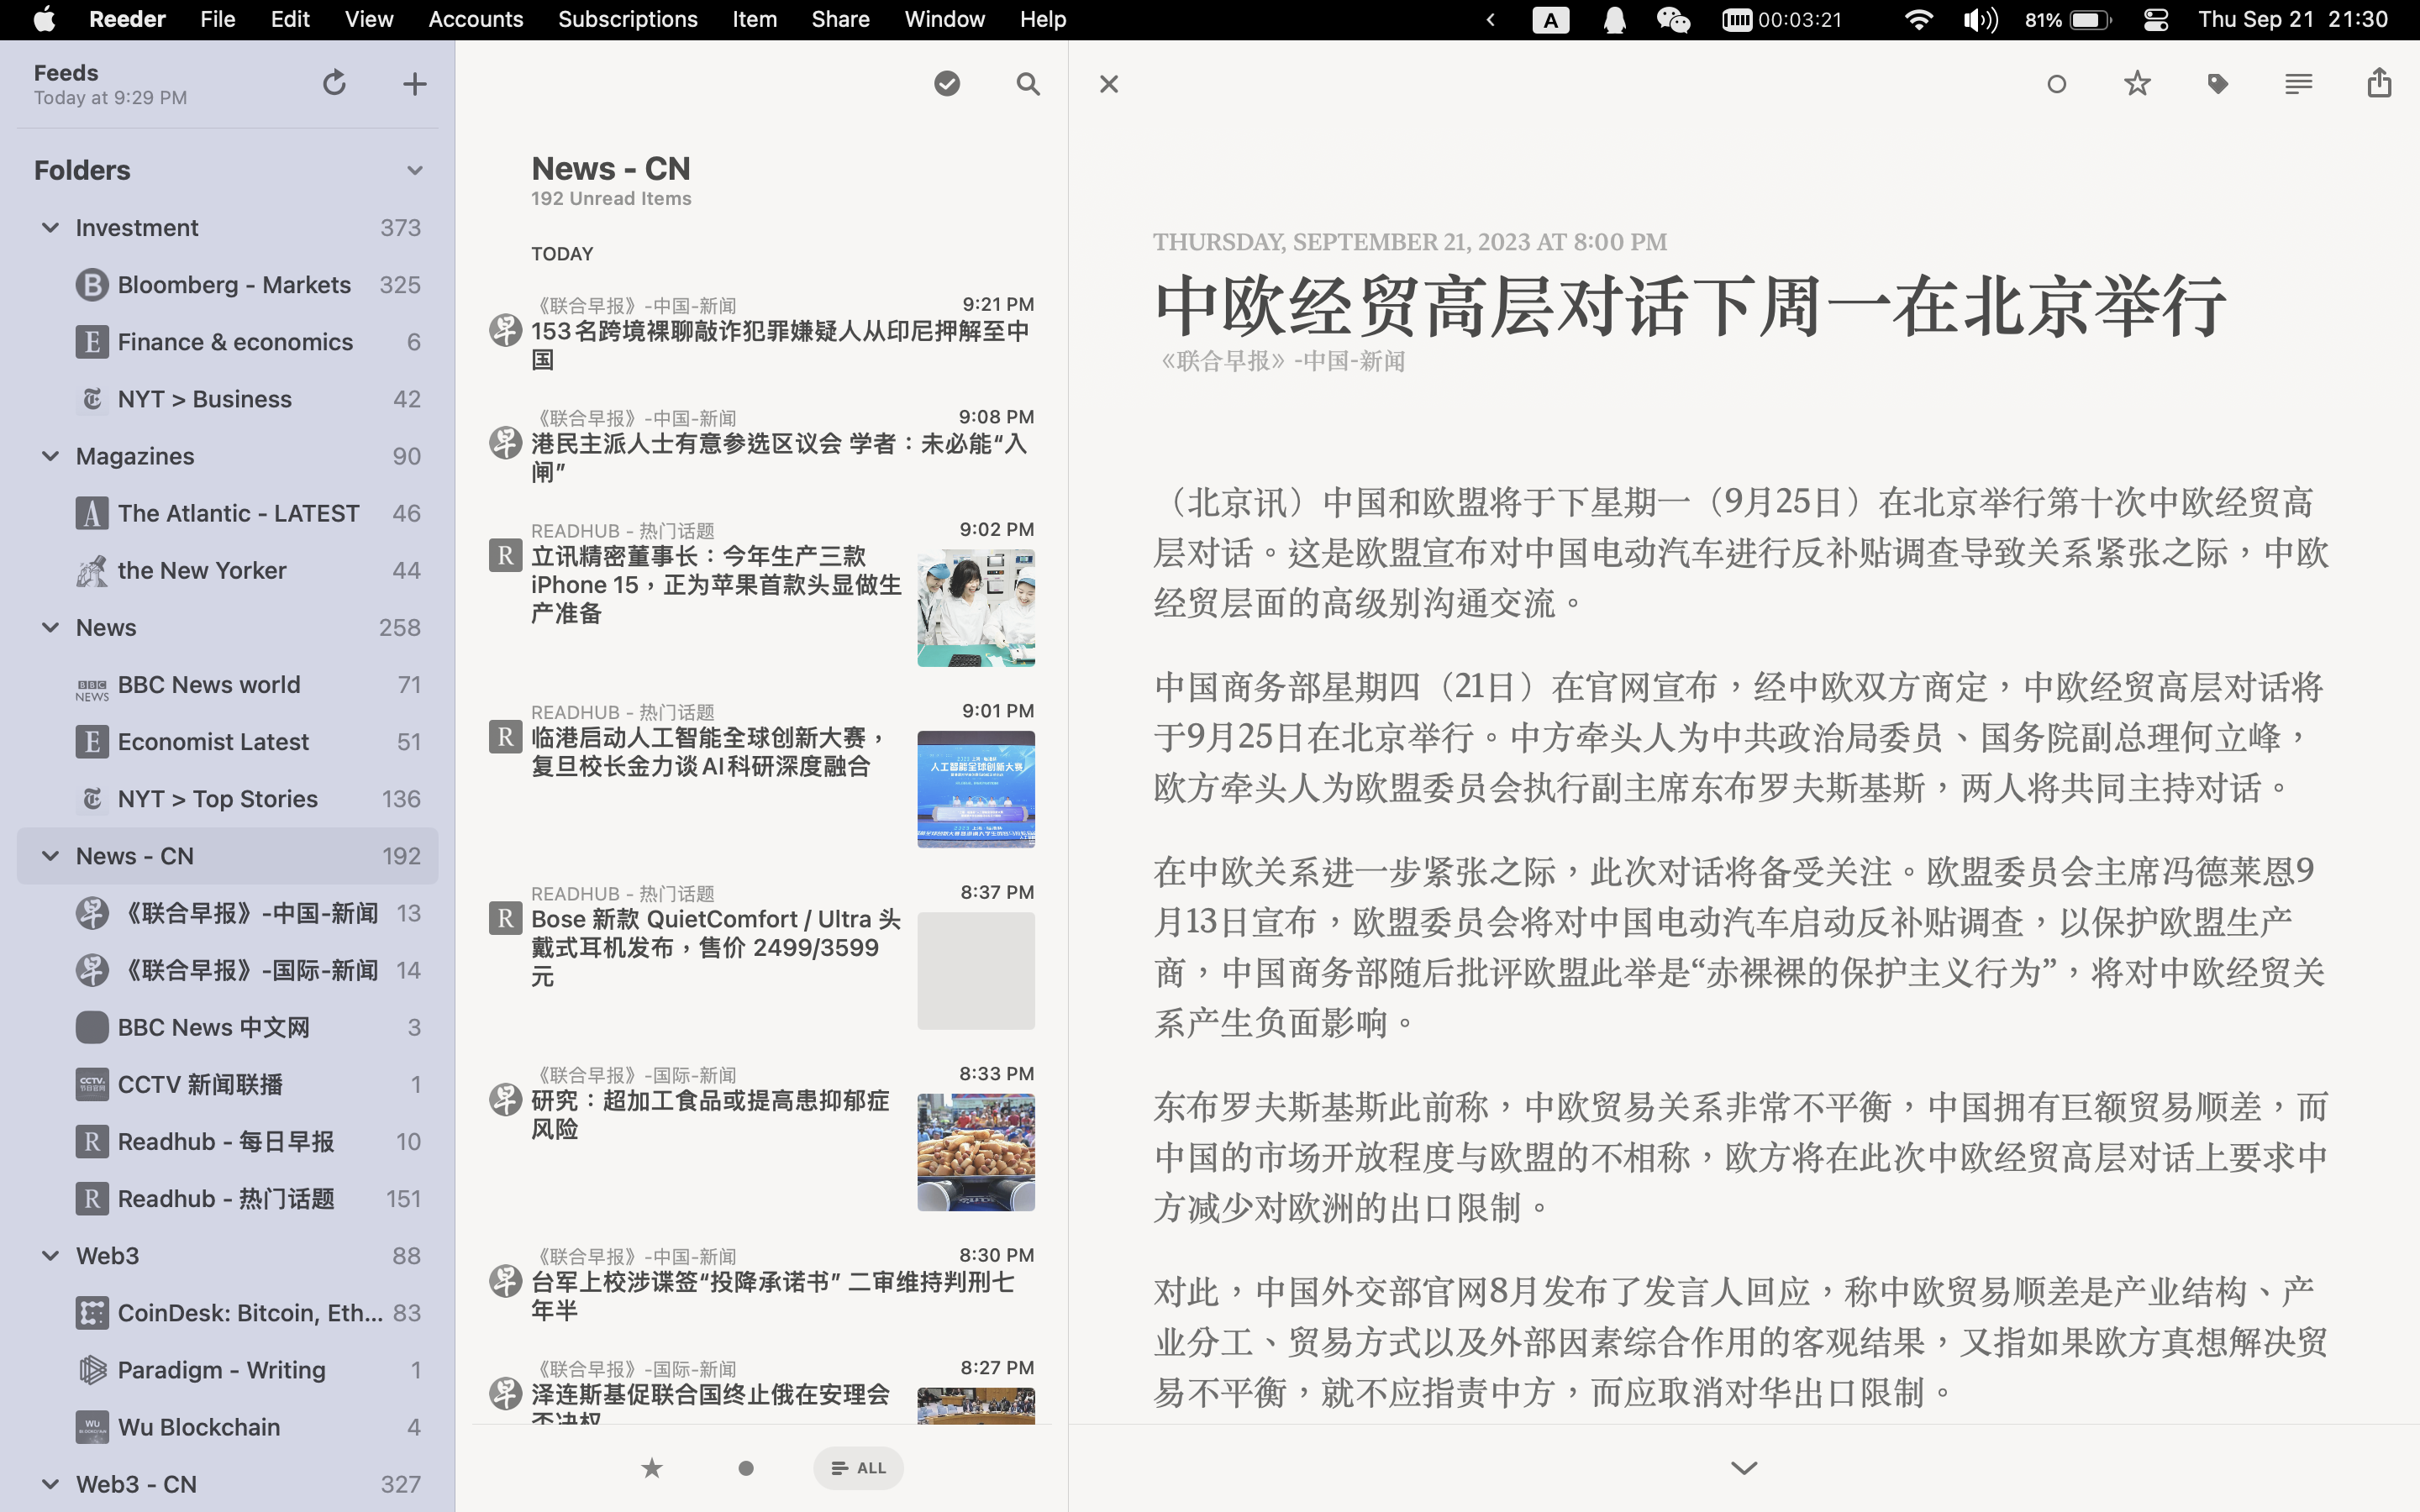 Reeder File Edit View Accounts Subscriptions Item Share Window Help
A 00:03:21 81% Thu Sep 21 21:30
Feeds
Today at 9:29 PM
Folders
Investment 373
B Bloomberg - Markets 325
E Finance & economics 6
NYT > Business 42
Magazines 90
A The Atlantic - LATEST 46
the New Yorker 44
News 258
BBC NEWS BBC News world 71
E Economist Latest 51
NYT > Top Stories 136
News - CN 192
早 《联合早报》-中国-新闻 13
早 《联合早报》-国际-新闻 14
BBC News 中文网 3
CCTV 新闻联播 1
R Readhub - 每日早报 10
R Readhub - 热门话题 151
Web3 88
CoinDesk: Bitcoin, Eth... 83
Paradigm - Writing 1
WU Wu Blockchain 4
Web3 - CN 327
News - CN
192 Unread Items
TODAY
《联合早报》-中国-新闻 9:21 PM
早 153名跨境裸聊敲诈犯罪嫌疑人从印尼押解至中
国
《联合早报》-中国-新闻 9:08 PM
早 港民主派人士有意参选区议会 学者：未必能“入
闸”
READHUB - 热门话题 9:02 PM
R 立讯精密董事长：今年生产三款
iPhone 15，正为苹果首款头显做生
产准备
READHUB - 热门话题 9:01 PM
R 临港启动人工智能全球创新大赛，
复旦校长金力谈AI科研深度融合
人工智能全球创新大赛
READHUB - 热门话题 8:37 PM
R Bose 新款 QuietComfort / Ultra 头
戴式耳机发布，售价 2499/3599
元
《联合早报》-国际-新闻 8:33 PM
早 研究：超加工食品或提高患抑郁症
风险
《联合早报》-中国-新闻 8:30 PM
早 台军上校涉谍签“投降承诺书” 二审维持判刑七
年半
《联合早报》-国际-新闻 8:27 PM
早 泽连斯基促联合国终止俄在安理会
否决权
ALL
THURSDAY, SEPTEMBER 21, 2023 AT 8:00 PM
中欧经贸高层对话下周一在北京举行
《联合早报》-中国-新闻
（北京讯）中国和欧盟将于下星期一（9月25日）在北京举行第十次中欧经贸高
层对话。这是欧盟宣布对中国电动汽车进行反补贴调查导致关系紧张之际，中欧
经贸层面的高级别沟通交流。
中国商务部星期四（21日）在官网宣布，经中欧双方商定，中欧经贸高层对话将
于9月25日在北京举行。中方牵头人为中共政治局委员、国务院副总理何立峰，
欧方牵头人为欧盟委员会执行副主席东布罗夫斯基斯，两人将共同主持对话。
在中欧关系进一步紧张之际，此次对话将备受关注。欧盟委员会主席冯德莱恩9
月13日宣布，欧盟委员会将对中国电动汽车启动反补贴调查，以保护欧盟生产
商，中国商务部随后批评欧盟此举是“赤裸裸的保护主义行为”，将对中欧经贸关
系产生负面影响。
东布罗夫斯基斯此前称，中欧贸易关系非常不平衡，中国拥有巨额贸易顺差，而
中国的市场开放程度与欧盟的不相称，欧方将在此次中欧经贸高层对话上要求中
方减少对欧洲的出口限制。
对此，中国外交部官网8月发布了发言人回应，称中欧贸易顺差是产业结构、产
业分工、贸易方式以及外部因素综合作用的客观结果，又指如果欧方真想解决贸
易不平衡，就不应指责中方，而应取消对华出口限制。